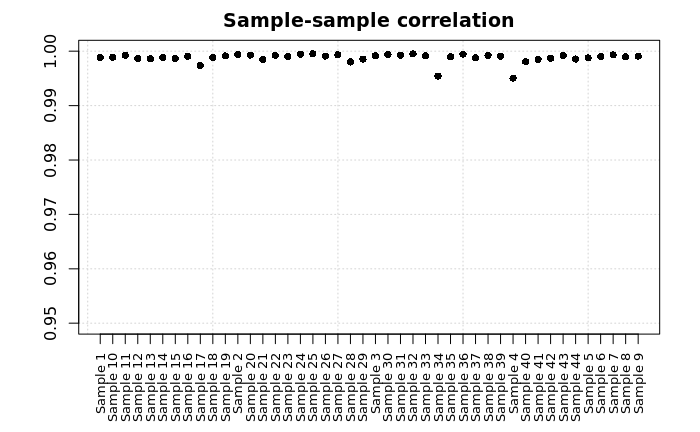 Sample-sample correlation
1.00
0.99
0.98
0.97
0.96
0.95
Sample 1
Sample 10
Sample 11
Sample 12
Sample 13
Sample 14
Sample 15
Sample 16
Sample 17
Sample 18
Sample 19
Sample 2
Sample 20
Sample 21
Sample 22
Sample 23
Sample 24
Sample 25
Sample 26
Sample 27
Sample 28
Sample 29
Sample 3
Sample 30
Sample 31
Sample 32
Sample 33
Sample 34
Sample 35
Sample 36
Sample 37
Sample 38
Sample 39
Sample 4
Sample 40
Sample 41
Sample 42
Sample 43
Sample 44
Sample 5
Sample 6
Sample 7
Sample 8
Sample 9